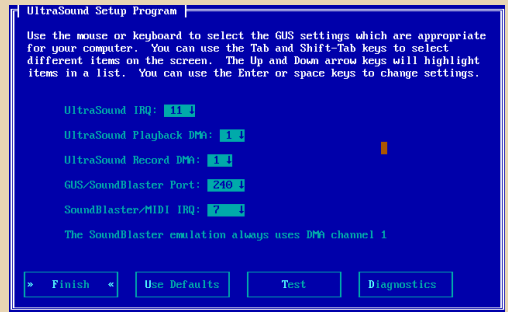 UltraSound Setup Program
Use the mouse or keyboard to select the GUS settings which are appropriate
for your computer.  You can use the Tab and Shift-Tab keys to select
different items on the screen.  The Up and Down arrow keys will highlight
items in a list.  You can use the Enter or space keys to change settings.
UltraSound IRQ: 11 ↓
UltraSound Playback DMA: 1 ↓
UltraSound Record DMA: 1 ↓
GUS/SoundBlaster Port: 240 ↓
SoundBlaster/MIDI IRQ: 7 ↓
The SoundBlaster emulation always uses DMA channel 1
» Finish « Use Defaults Test Diagnostics